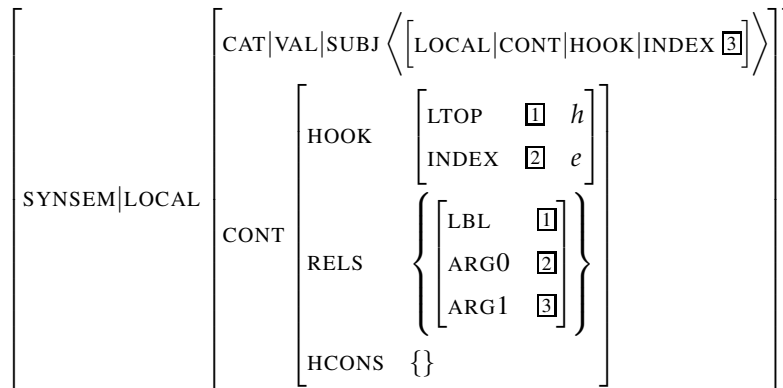 CAT|VAL|SUBJ ⟨[LOCAL|CONT|HOOK|INDEX 3]⟩
LTOP 1 h
HOOK
INDEX 2 e
SYNSEM|LOCAL
LBL 1
CONT
RELS { ARG0 2 }
ARG1 3
HCONS {}